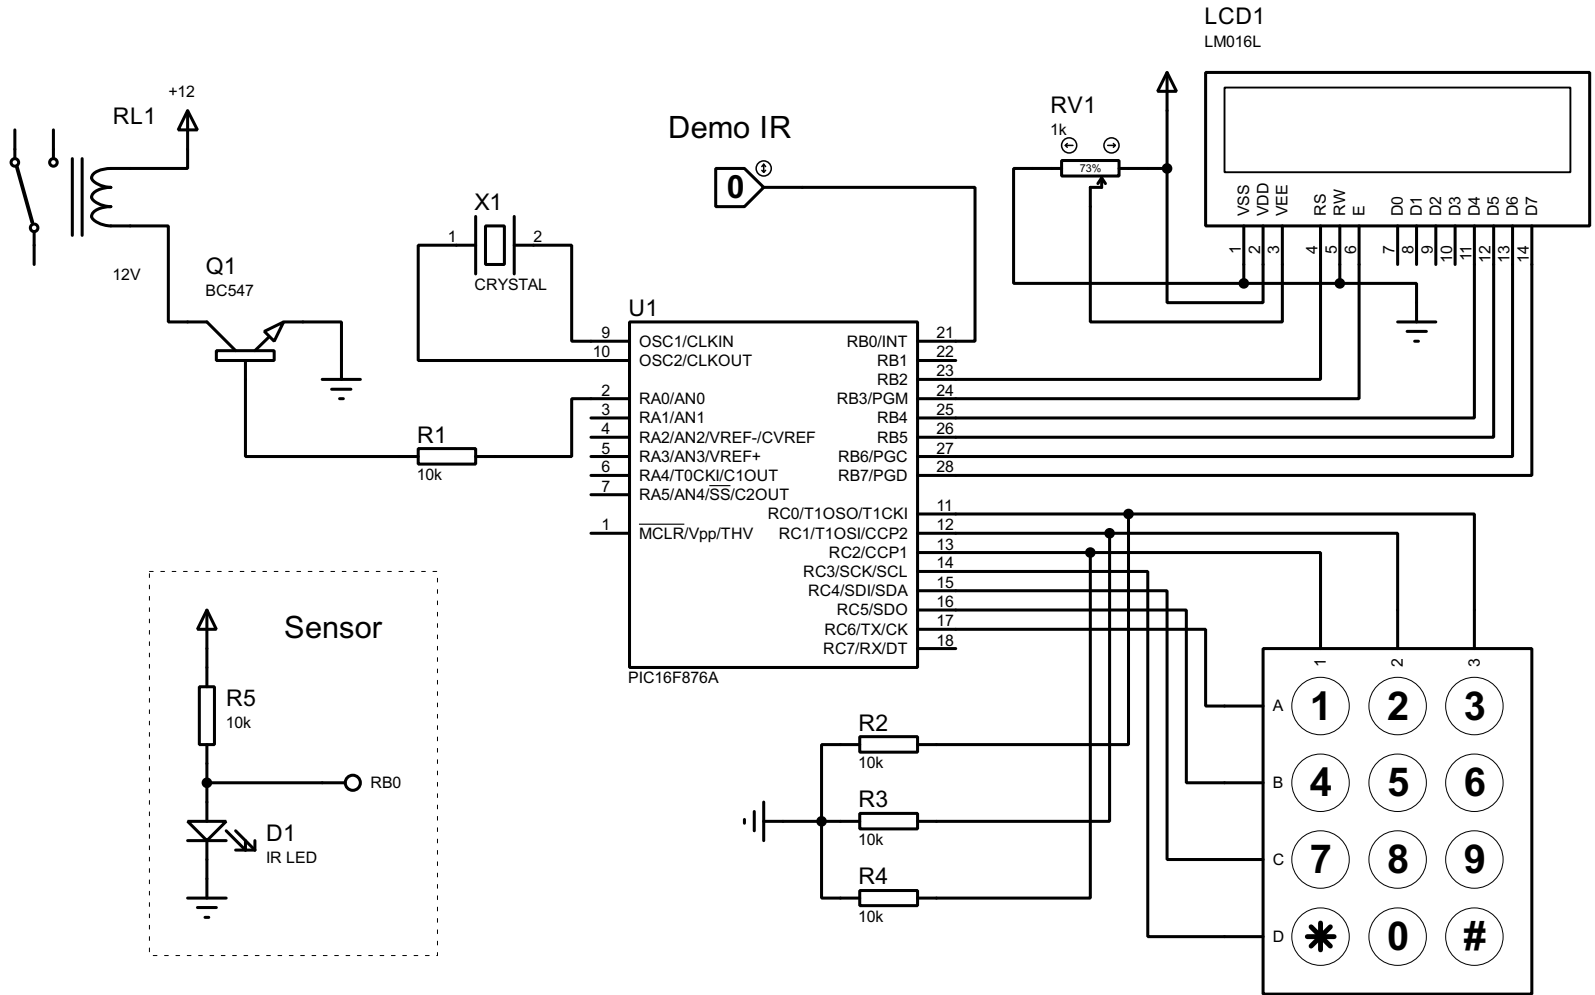 LCD1
LM016L
+12
RL1
12V
Q1
BC547
Demo IR
0
X1
1 2
CRYSTAL
RV1
1k
73%
VSS VDD VEE RS RW E D0 D1 D2 D3 D4 D5 D6 D7
1 2 3 4 5 6 7 8 9 10 11 12 13 14
R1
10k
U1
9 OSC1/CLKIN RB0/INT 21
10 OSC2/CLKOUT RB1 22
RB2 23
2 RA0/AN0 RB3/PGM 24
3 RA1/AN1 RB4 25
4 RA2/AN2/VREF-/CVREF RB5 26
5 RA3/AN3/VREF+ RB6/PGC 27
6 RA4/T0CKI/C1OUT RB7/PGD 28
7 RA5/AN4/SS/C2OUT
RC0/T1OSO/T1CKI 11
1 MCLR/Vpp/THV RC1/T1OSI/CCP2 12
RC2/CCP1 13
RC3/SCK/SCL 14
RC4/SDI/SDA 15
RC5/SDO 16
RC6/TX/CK 17
RC7/RX/DT 18
PIC16F876A
Sensor
R5
10k
RB0
D1
IR LED
R2
10k
R3
10k
R4
10k
1 2 3
A 1 2 3
B 4 5 6
C 7 8 9
D * 0 #